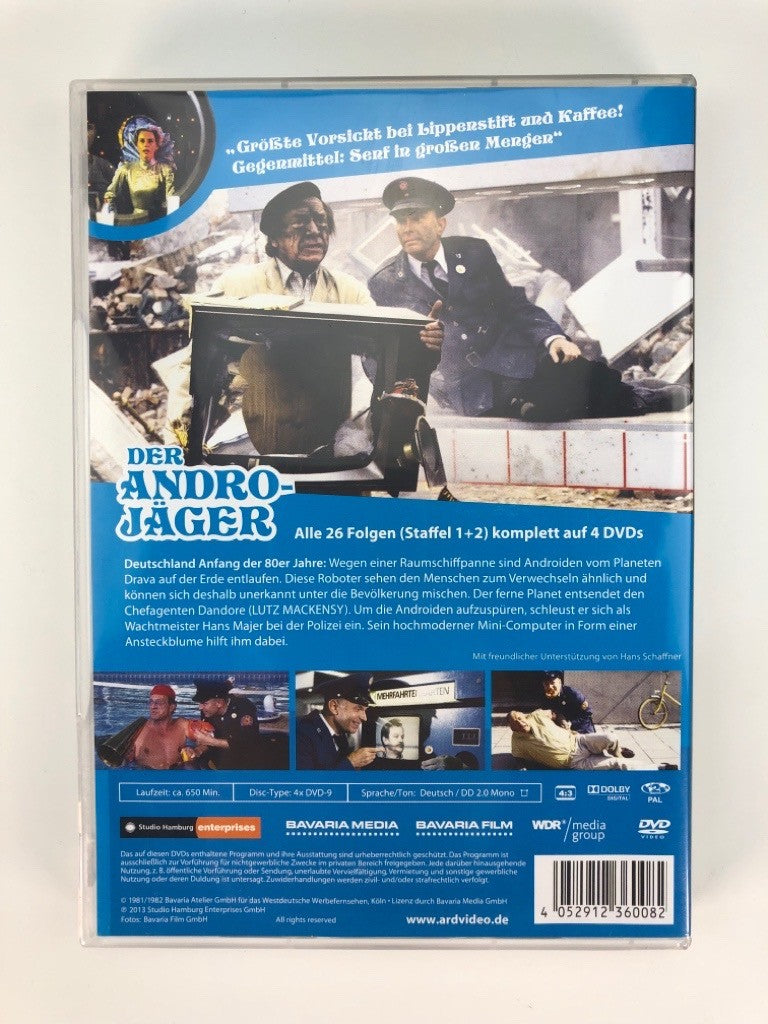 „Größte Vorsicht bei Lippenstift und Kaffee!
Gegenmittel: Senf in großen Mengen“
DER
ANDRO-
JÄGER
Alle 26 Folgen (Staffel 1+2) komplett auf 4 DVDs
Deutschland Anfang der 80er Jahre: Wegen einer Raumschiffpanne sind Androiden vom Planeten
Drava auf der Erde entlaufen. Diese Roboter sehen den Menschen zum Verwechseln ähnlich und
können sich deshalb unerkannt unter die Bevölkerung mischen. Der ferne Planet entsendet den
Chefagenten Dandore (LUTZ MACKENSY). Um die Androiden aufzuspüren, schleust er sich als
Wachtmeister Hans Majer bei der Polizei ein. Sein hochmoderner Mini-Computer in Form einer
Ansteckblume hilft ihm dabei.
Mit freundlicher Unterstützung von Hans Schaffner
MEHRFAHRTENKARTEN
Laufzeit: ca. 650 Min.
Disc-Type: 4x DVD-9
Sprache/Ton: Deutsch / DD 2.0 Mono
4:3
DOLBY
DIGITAL
2
PAL
Studio Hamburg enterprises
BAVARIA MEDIA
BAVARIA FILM
WDR® / media group
DVD
VIDEO
Das auf diesen DVDs enthaltene Programm und ihre Ausstattung sind urheberrechtlich geschützt. Das Programm ist
ausschließlich zur Vorführung für nichtgewerbliche Zwecke im privaten Bereich freigegeben. Jede darüber hinausgehende
Nutzung, z. B. öffentliche Vorführung oder Sendung, unerlaubte Vervielfältigung, Vermietung und sonstige gewerbliche
Nutzung oder deren Duldung ist untersagt. Zuwiderhandlungen werden zivil- und/oder strafrechtlich verfolgt.
© 1981/1982 Bavaria Atelier GmbH für das Westdeutsche Werbefernsehen, Köln • Lizenz durch Bavaria Media GmbH
℗ 2013 Studio Hamburg Enterprises GmbH
Fotos: Bavaria Film GmbH
All rights reserved
www.ardvideo.de
4 052912 360082